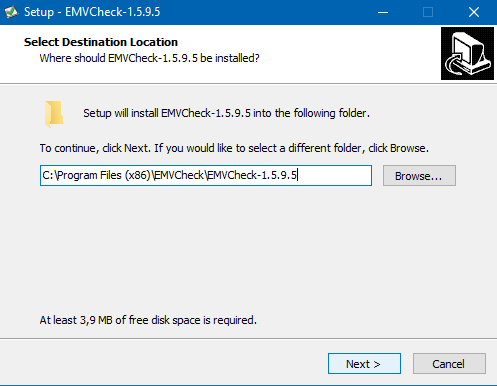 Setup - EMVCheck-1.5.9.5
Select Destination Location
Where should EMVCheck-1.5.9.5 be installed?
Setup will install EMVCheck-1.5.9.5 into the following folder.
To continue, click Next. If you would like to select a different folder, click Browse.
C:\Program Files (x86)\EMVCheck\EMVCheck-1.5.9.5
Browse...
At least 3,9 MB of free disk space is required.
Next >
Cancel